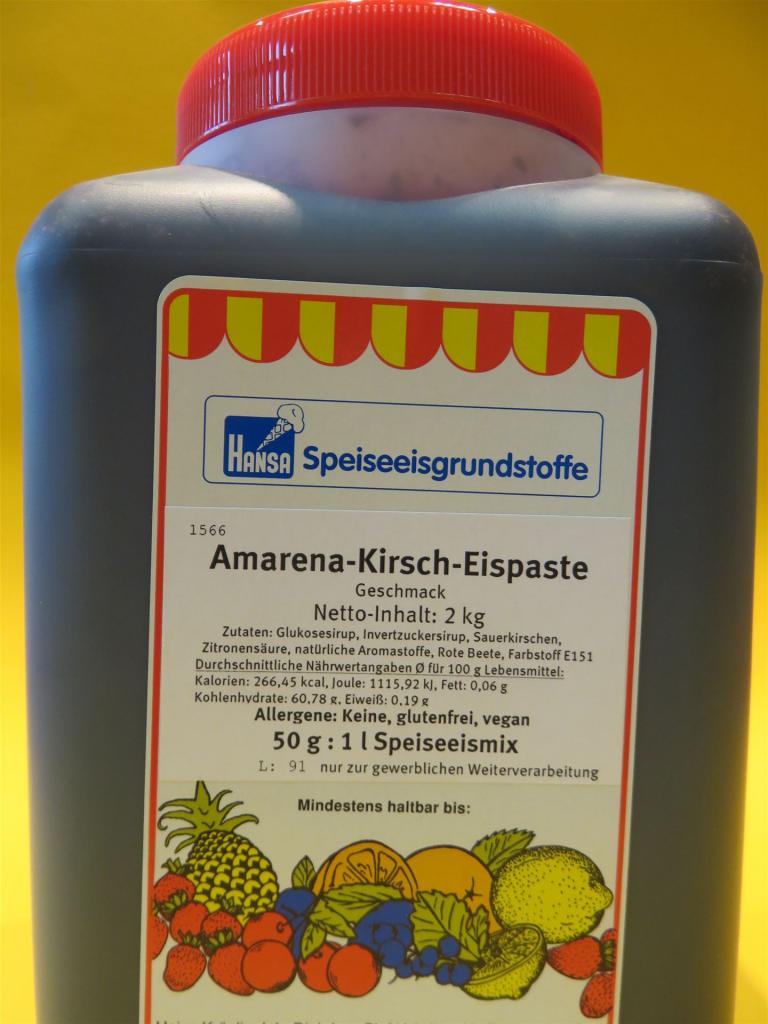 HANSA Speiseeisgrundstoffe
1566
Amarena-Kirsch-Eispaste
Geschmack
Netto-Inhalt: 2 kg
Zutaten: Glukosesirup, Invertzuckersirup, Sauerkirschen,
Zitronensäure, natürliche Aromastoffe, Rote Beete, Farbstoff E151
Durchschnittliche Nährwertangaben Ø für 100 g Lebensmittel:
Kalorien: 266,45 kcal, Joule: 1115,92 kJ, Fett: 0,06 g
Kohlenhydrate: 60,78 g, Eiweiß: 0,19 g
Allergene: Keine, glutenfrei, vegan
50 g : 1 l Speiseeismix
L: 91 nur zur gewerblichen Weiterverarbeitung
Mindestens haltbar bis: